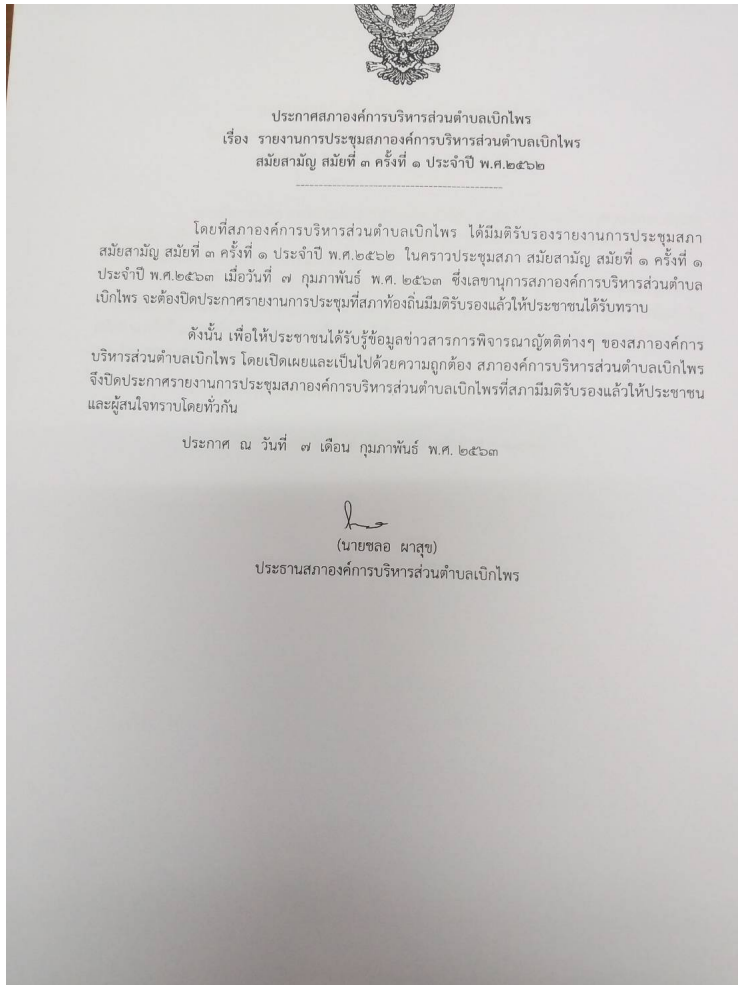 ประกาศสภาองค์การบริหารส่วนตำบลเบิกไพร
เรื่อง รายงานการประชุมสภาองค์การบริหารส่วนตำบลเบิกไพร
สมัยสามัญ สมัยที่ ๓ ครั้งที่ ๑ ประจำปี พ.ศ.๒๕๖๒
โดยที่สภาองค์การบริหารส่วนตำบลเบิกไพร ได้มีมติรับรองรายงานการประชุมสภา
สมัยสามัญ สมัยที่ ๓ ครั้งที่ ๑ ประจำปี พ.ศ.๒๕๖๒ ในคราวประชุมสภา สมัยสามัญ สมัยที่ ๑ ครั้งที่ ๑
ประจำปี พ.ศ.๒๕๖๓ เมื่อวันที่ ๗ กุมภาพันธ์ พ.ศ. ๒๕๖๓ ซึ่งเลขานุการสภาองค์การบริหารส่วนตำบล
เบิกไพร จะต้องปิดประกาศรายงานการประชุมที่สภาท้องถิ่นมีมติรับรองแล้วให้ประชาชนได้รับทราบ
ดังนั้น เพื่อให้ประชาชนได้รับรู้ข้อมูลข่าวสารการพิจารณาญัตติต่างๆ ของสภาองค์การ
บริหารส่วนตำบลเบิกไพร โดยเปิดเผยและเป็นไปด้วยความถูกต้อง สภาองค์การบริหารส่วนตำบลเบิกไพร
จึงปิดประกาศรายงานการประชุมสภาองค์การบริหารส่วนตำบลเบิกไพรที่สภามีมติรับรองแล้วให้ประชาชน
และผู้สนใจทราบโดยทั่วกัน
ประกาศ ณ วันที่ ๗ เดือน กุมภาพันธ์ พ.ศ. ๒๕๖๓
(นายชลอ ผาสุข)
ประธานสภาองค์การบริหารส่วนตำบลเบิกไพร